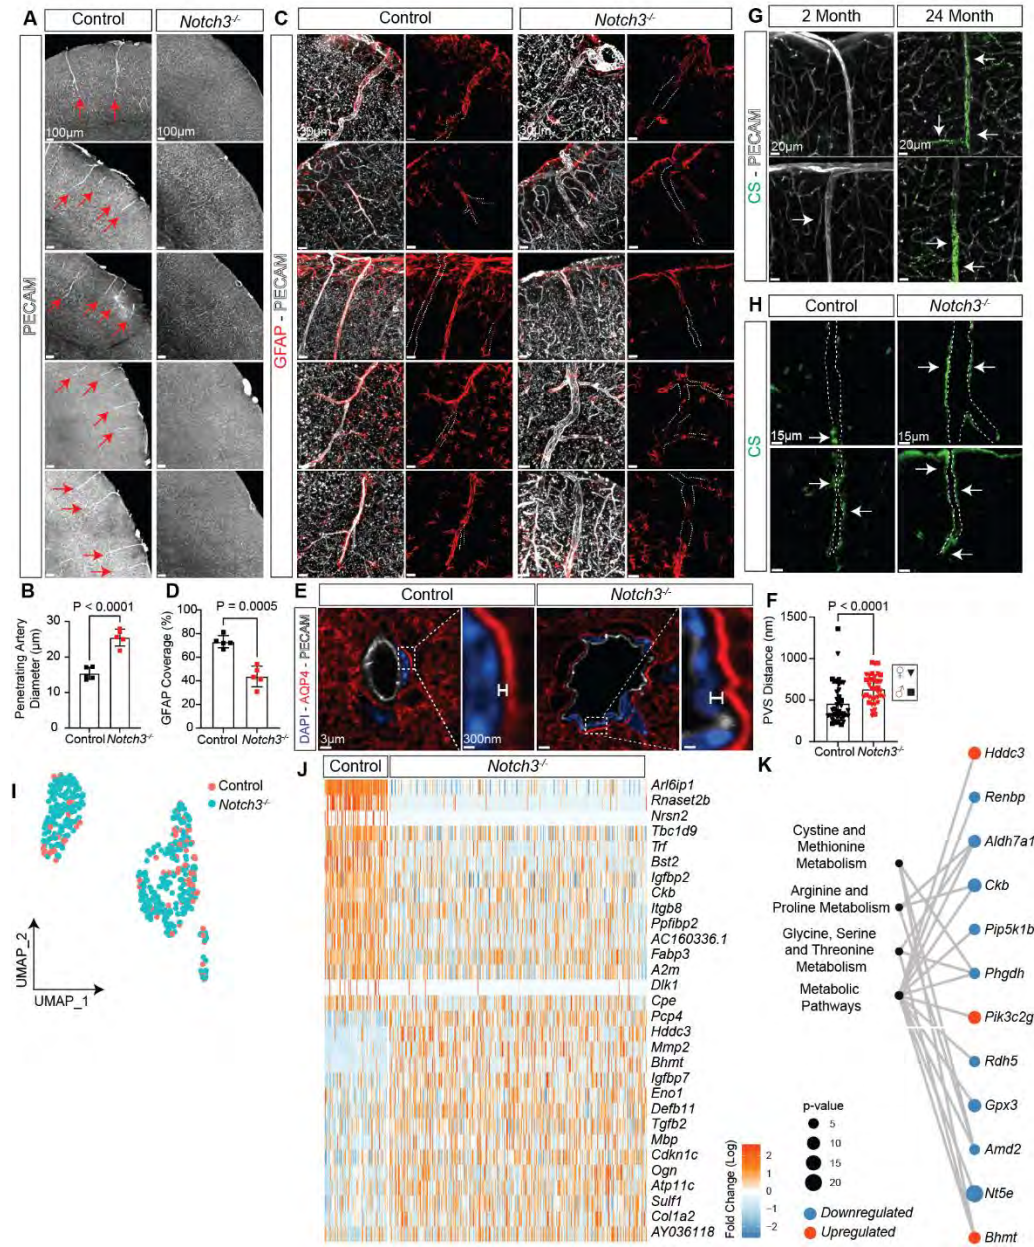 A
Control
Notch3-/-
PECAM
100µm
100µm
B
P < 0.0001
Penetrating Artery
Diameter (µm)
30
20
10
0
Control
Notch3-/-
C
Control
Notch3-/-
GFAP - PECAM
30µm
30µm
D
P = 0.0005
GFAP Coverage (%)
100
80
60
40
20
0
Control
Notch3-/-
E
Control
Notch3-/-
DAPI - AQP4 - PECAM
3µm
300nm
F
P < 0.0001
PVS Distance (nm)
1500
1000
500
0
♀
♂
Control
Notch3-/-
G
2 Month
24 Month
CS - PECAM
20µm
20µm
H
Control
Notch3-/-
CS
15µm
15µm
I
Control
Notch3-/-
UMAP_2
UMAP_1
J
Control
Notch3-/-
Arl6ip1
Rnaset2b
Nrsn2
Tbc1d9
Trf
Bst2
Igfbp2
Ckb
Itgb8
Ppfibp2
AC160336.1
Fabp3
A2m
Dlk1
Cpe
Pcp4
Hddc3
Mmp2
Bhmt
Igfbp7
Eno1
Defb11
Tgfb2
Mbp
Cdkn1c
Ogn
Atp11c
Sulf1
Col1a2
AY036118
Fold Change (Log)
2
1
0
-1
-2
K
Cystine and
Methionine
Metabolism
Arginine and
Proline Metabolism
Glycine, Serine
and Threonine
Metabolism
Metabolic
Pathways
Hddc3
Renbp
Aldh7a1
Ckb
Pip5k1b
Phgdh
Pik3c2g
Rdh5
Gpx3
Amd2
Nt5e
Bhmt
p-value
5
10
15
20
Downregulated
Upregulated